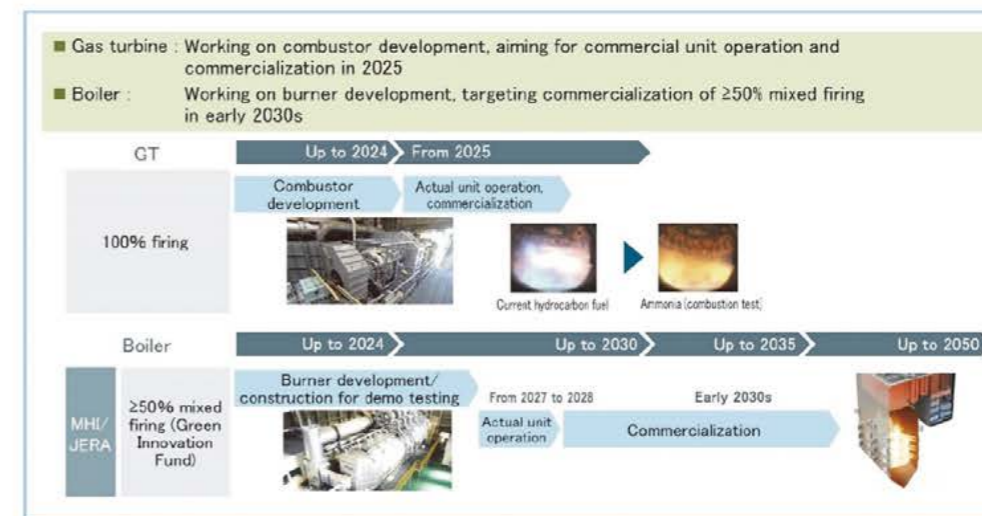 ■ Gas turbine : Working on combustor development, aiming for commercial unit operation and
commercialization in 2025
■ Boiler : Working on burner development, targeting commercialization of ≥50% mixed firing
in early 2030s
GT
Up to 2024
From 2025
100% firing
Combustor
development
Actual unit operation,
commercialization
Current hydrocarbon fuel
Ammonia (combustion test)
Boiler
Up to 2024
Up to 2030
Up to 2035
Up to 2050
MHI/
JERA
≥50% mixed
firing (Green
Innovation
Fund)
Burner development/
construction for demo testing
From 2027 to 2028
Actual unit
operation
Early 2030s
Commercialization